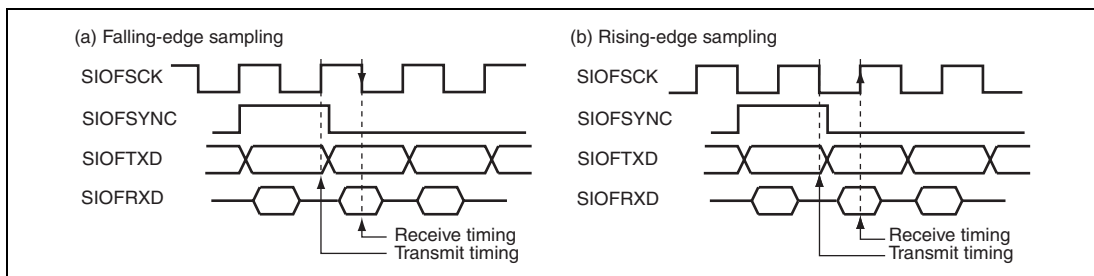 (a) Falling-edge sampling
SIOFSCK
SIOFSYNC
SIOFTXD
SIOFRXD
Receive timing
Transmit timing
(b) Rising-edge sampling
SIOFSCK
SIOFSYNC
SIOFTXD
SIOFRXD
Receive timing
Transmit timing